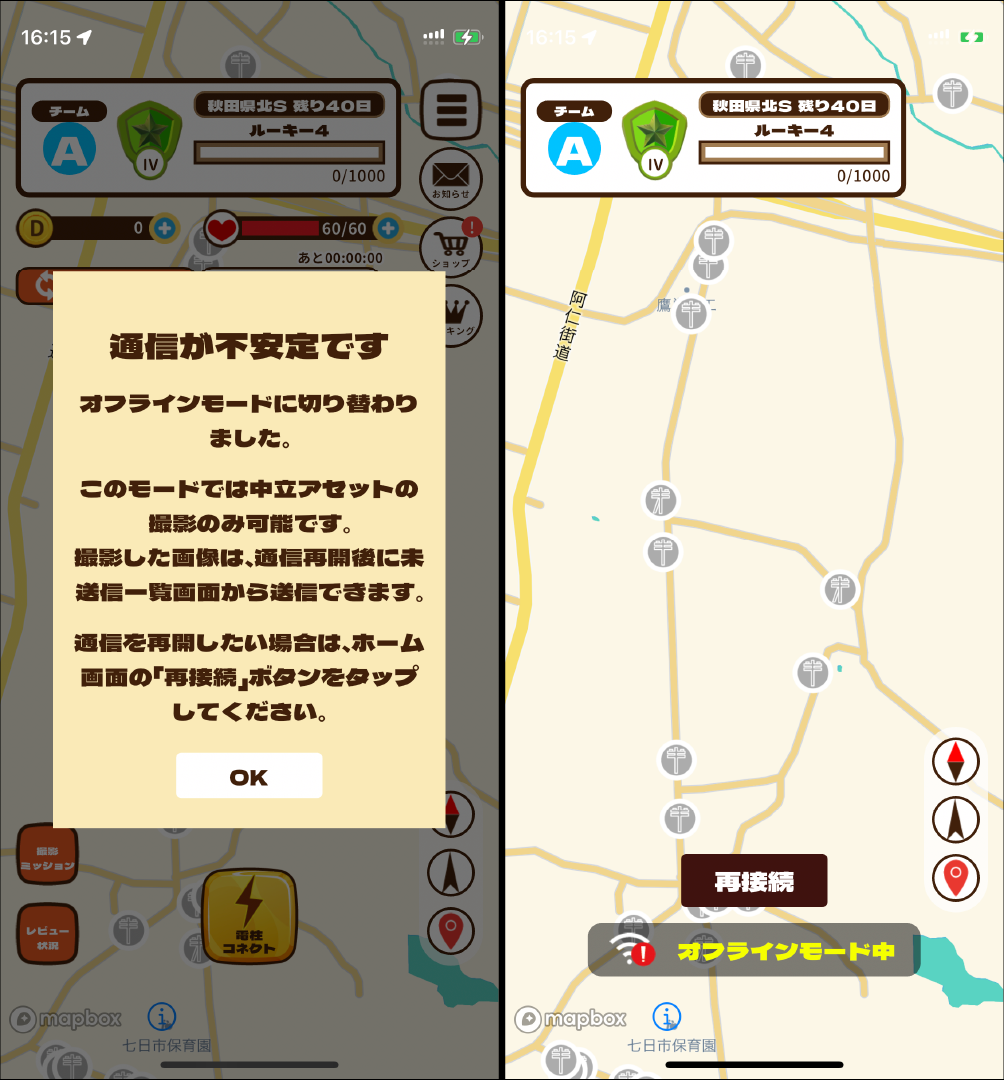 16:15
チーム
A
IV
秋田県北S 残り40日
ルーキー4
0/1000
お知らせ
D
0
60/60
あと00:00:00
ショップ
キング
通信が不安定です
オフラインモードに切り替わり
ました。
このモードでは中立アセットの
撮影のみ可能です。
撮影した画像は、通信再開後に未
送信一覧画面から送信できます。
通信を再開したい場合は、ホーム
画面の「再接続」ボタンをタップ
してください。
OK
撮影
ミッション
レビュー
状況
電柱
コネクト
mapbox
七日市保育園
16:15
チーム
A
IV
秋田県北S 残り40日
ルーキー4
0/1000
鷹
阿仁街道
再接続
オフラインモード中
mapbox
七日市保育園